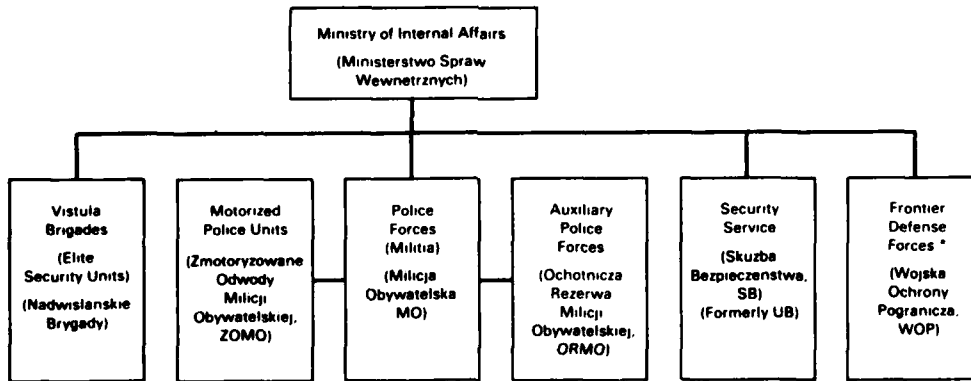 Ministry of Internal Affairs
(Ministerstwo Spraw
Wewnetrznych)
Vistula
Brigades
(Elite
Security Units)
(Nadwislanskie
Brygady)
Motorized
Police Units
(Zmotoryzowane
Odwody
Milicji
Obywatelskiej,
ZOMO)
Police
Forces
(Militia)
(Milicja
Obywatelska
MO)
Auxiliary
Police
Forces
(Ochotnicza
Rezerwa
Milicji
Obywatelskiej,
ORMO)
Security
Service
(Skuzba
Bezpieczenstwa,
SB)
(Formerly UB)
Frontier
Defense
Forces *
(Wojska
Ochrony
Pogranicza,
WOP)